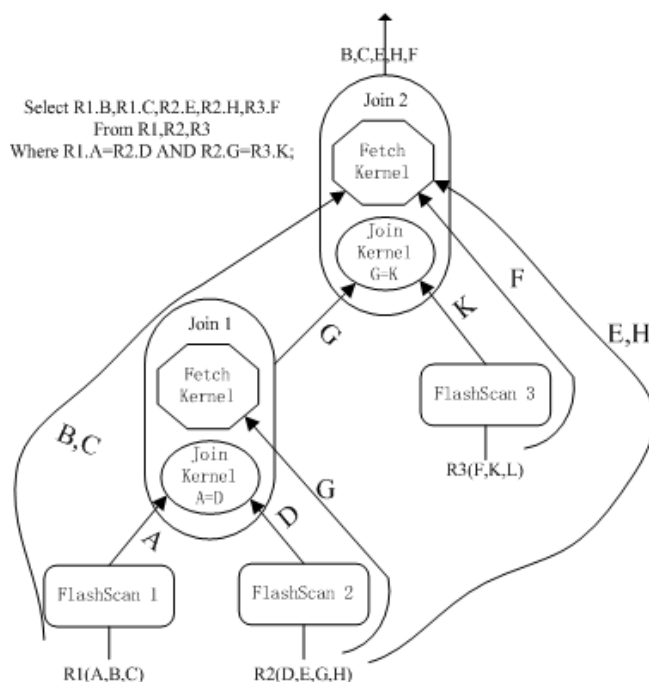 B,C,E,H,F
Join 2
Select R1.B,R1.C,R2.E,R2.H,R3.F
From R1,R2,R3
Where R1.A=R2.D AND R2.G=R3.K;
Fetch
Kernel
Join
Kernel
G=K
F
K
G
E,H
Join 1
Fetch
Kernel
FlashScan 3
R3(F,K,L)
B,C
Join
Kernel
A=D
G
A
D
FlashScan 1
FlashScan 2
R1(A,B,C)
R2(D,E,G,H)